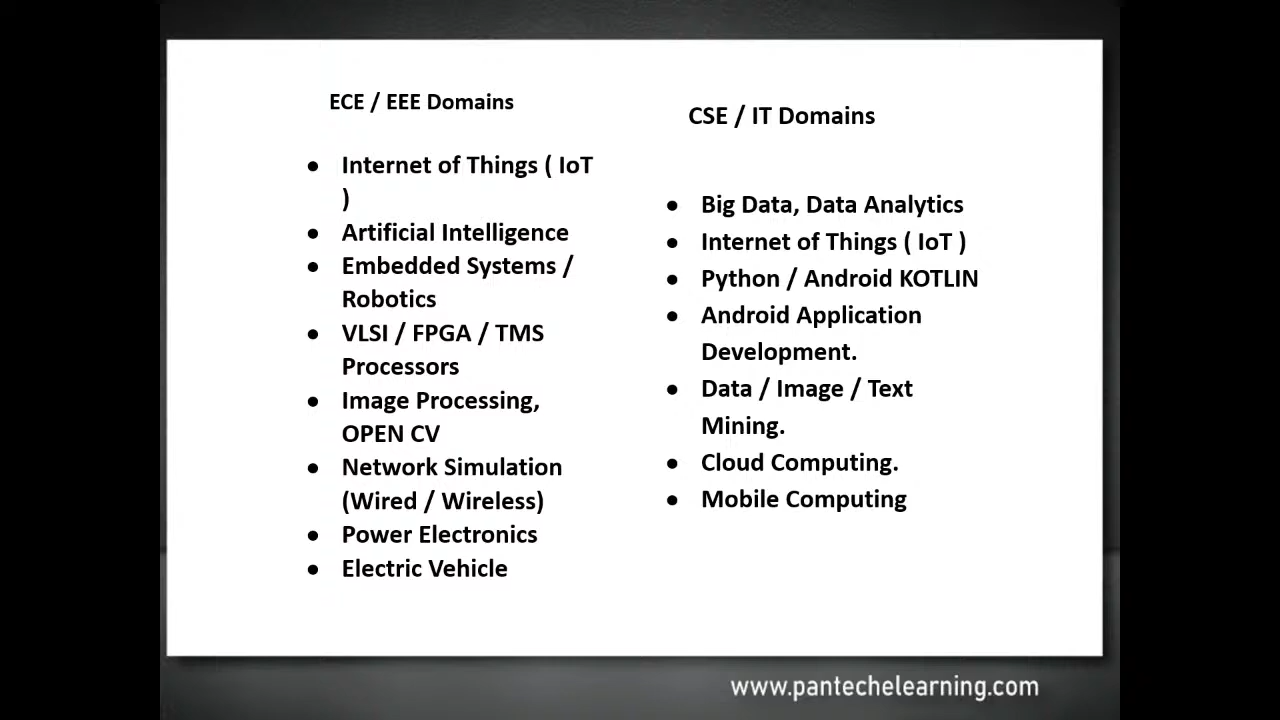 ECE / EEE Domains
● Internet of Things ( IoT
)
● Artificial Intelligence
● Embedded Systems /
Robotics
● VLSI / FPGA / TMS
Processors
● Image Processing,
OPEN CV
● Network Simulation
(Wired / Wireless)
● Power Electronics
● Electric Vehicle
CSE / IT Domains
● Big Data, Data Analytics
● Internet of Things ( IoT )
● Python / Android KOTLIN
● Android Application
Development.
● Data / Image / Text
Mining.
● Cloud Computing.
● Mobile Computing
www.pantechelearning.com